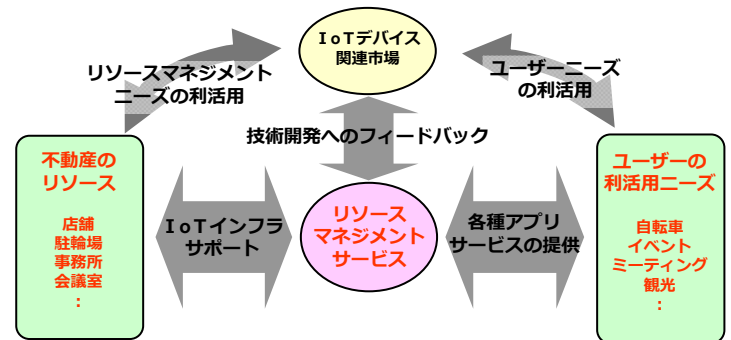 ＩｏＴデバイス
関連市場
リソースマネジメント
ニーズの利活用
ユーザーニーズ
の利活用
技術開発へのフィードバック
不動産の
リソース
店舗
駐輪場
事務所
会議室
：
ＩｏＴインフラ
サポート
リソース
マネジメント
サービス
各種アプリ
サービスの提供
ユーザーの
利活用ニーズ
自転車
イベント
ミーティング
観光
：